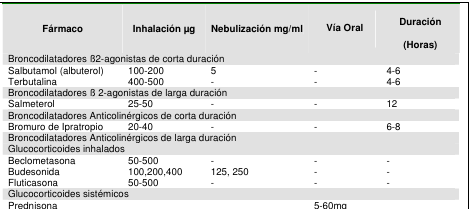 Fármaco Inhalación µg Nebulización mg/ml Vía Oral Duración (Horas)
Broncodilatadores ß2-agonistas de corta duración
Salbutamol (albuterol) 100-200 5 - 4-6
Terbutalina 400-500 - - 4-6
Broncodilatadores ß 2-agonistas de larga duración
Salmeterol 25-50 - - 12
Broncodilatadores Anticolinérgicos de corta duración
Bromuro de Ipratropio 20-40 - - 6-8
Broncodilatadores Anticolinérgicos de larga duración
Glucocorticoides inhalados
Beclometasona 50-500 - - -
Budesonida 100,200,400 125, 250 - -
Fluticasona 50-500 - - -
Glucocorticoides sistémicos
Prednisona 5-60mg